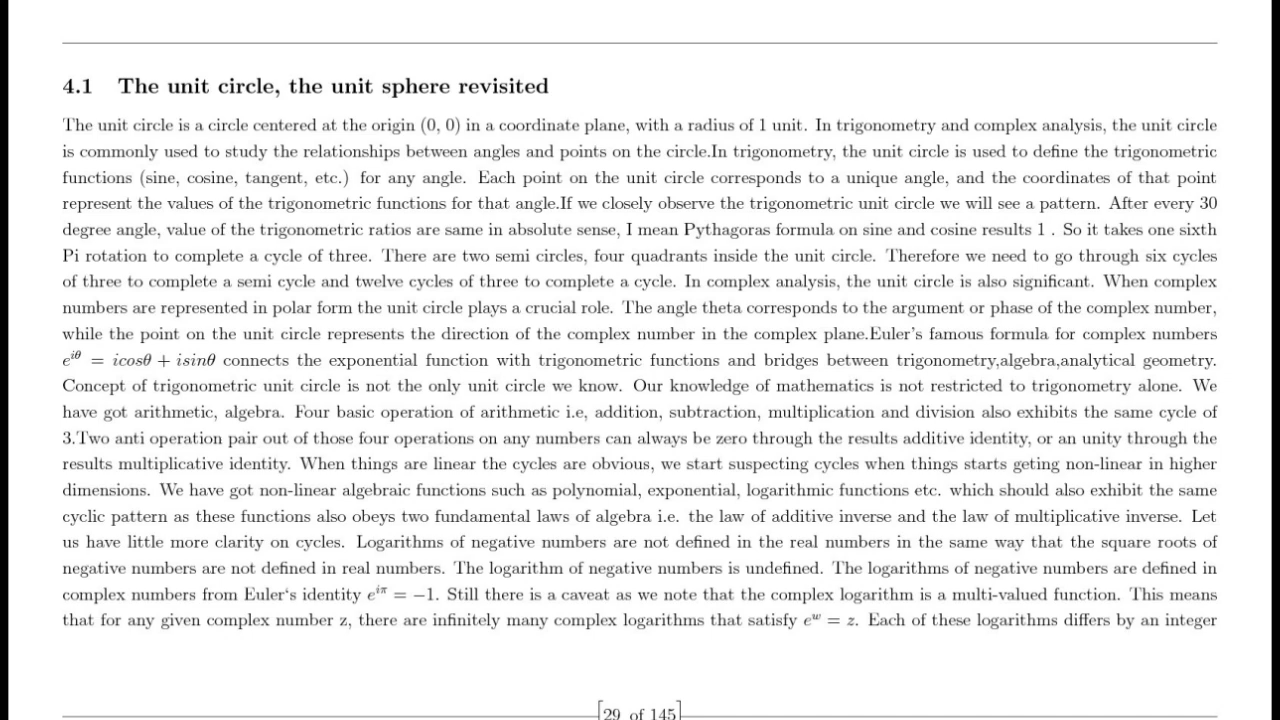 4.1 The unit circle, the unit sphere revisited
The unit circle is a circle centered at the origin (0, 0) in a coordinate plane, with a radius of 1 unit. In trigonometry and complex analysis, the unit circle
is commonly used to study the relationships between angles and points on the circle.In trigonometry, the unit circle is used to define the trigonometric
functions (sine, cosine, tangent, etc.) for any angle. Each point on the unit circle corresponds to a unique angle, and the coordinates of that point
represent the values of the trigonometric functions for that angle.If we closely observe the trigonometric unit circle we will see a pattern. After every 30
degree angle, value of the trigonometric ratios are same in absolute sense, I mean Pythagoras formula on sine and cosine results 1 . So it takes one sixth
Pi rotation to complete a cycle of three. There are two semi circles, four quadrants inside the unit circle. Therefore we need to go through six cycles
of three to complete a semi cycle and twelve cycles of three to complete a cycle. In complex analysis, the unit circle is also significant. When complex
numbers are represented in polar form the unit circle plays a crucial role. The angle theta corresponds to the argument or phase of the complex number,
while the point on the unit circle represents the direction of the complex number in the complex plane.Euler's famous formula for complex numbers
e^{iθ} = icosθ + isinθ connects the exponential function with trigonometric functions and bridges between trigonometry,algebra,analytical geometry.
Concept of trigonometric unit circle is not the only unit circle we know. Our knowledge of mathematics is not restricted to trigonometry alone. We
have got arithmetic, algebra. Four basic operation of arithmetic i.e, addition, subtraction, multiplication and division also exhibits the same cycle of
3.Two anti operation pair out of those four operations on any numbers can always be zero through the results additive identity, or an unity through the
results multiplicative identity. When things are linear the cycles are obvious, we start suspecting cycles when things starts geting non-linear in higher
dimensions. We have got non-linear algebraic functions such as polynomial, exponential, logarithmic functions etc. which should also exhibit the same
cyclic pattern as these functions also obeys two fundamental laws of algebra i.e. the law of additive inverse and the law of multiplicative inverse. Let
us have little more clarity on cycles. Logarithms of negative numbers are not defined in the real numbers in the same way that the square roots of
negative numbers are not defined in real numbers. The logarithm of negative numbers is undefined. The logarithms of negative numbers are defined in
complex numbers from Euler‘s identity e^{iπ} = −1. Still there is a caveat as we note that the complex logarithm is a multi-valued function. This means
that for any given complex number z, there are infinitely many complex logarithms that satisfy e^w = z. Each of these logarithms differs by an integer
[29 of 145]